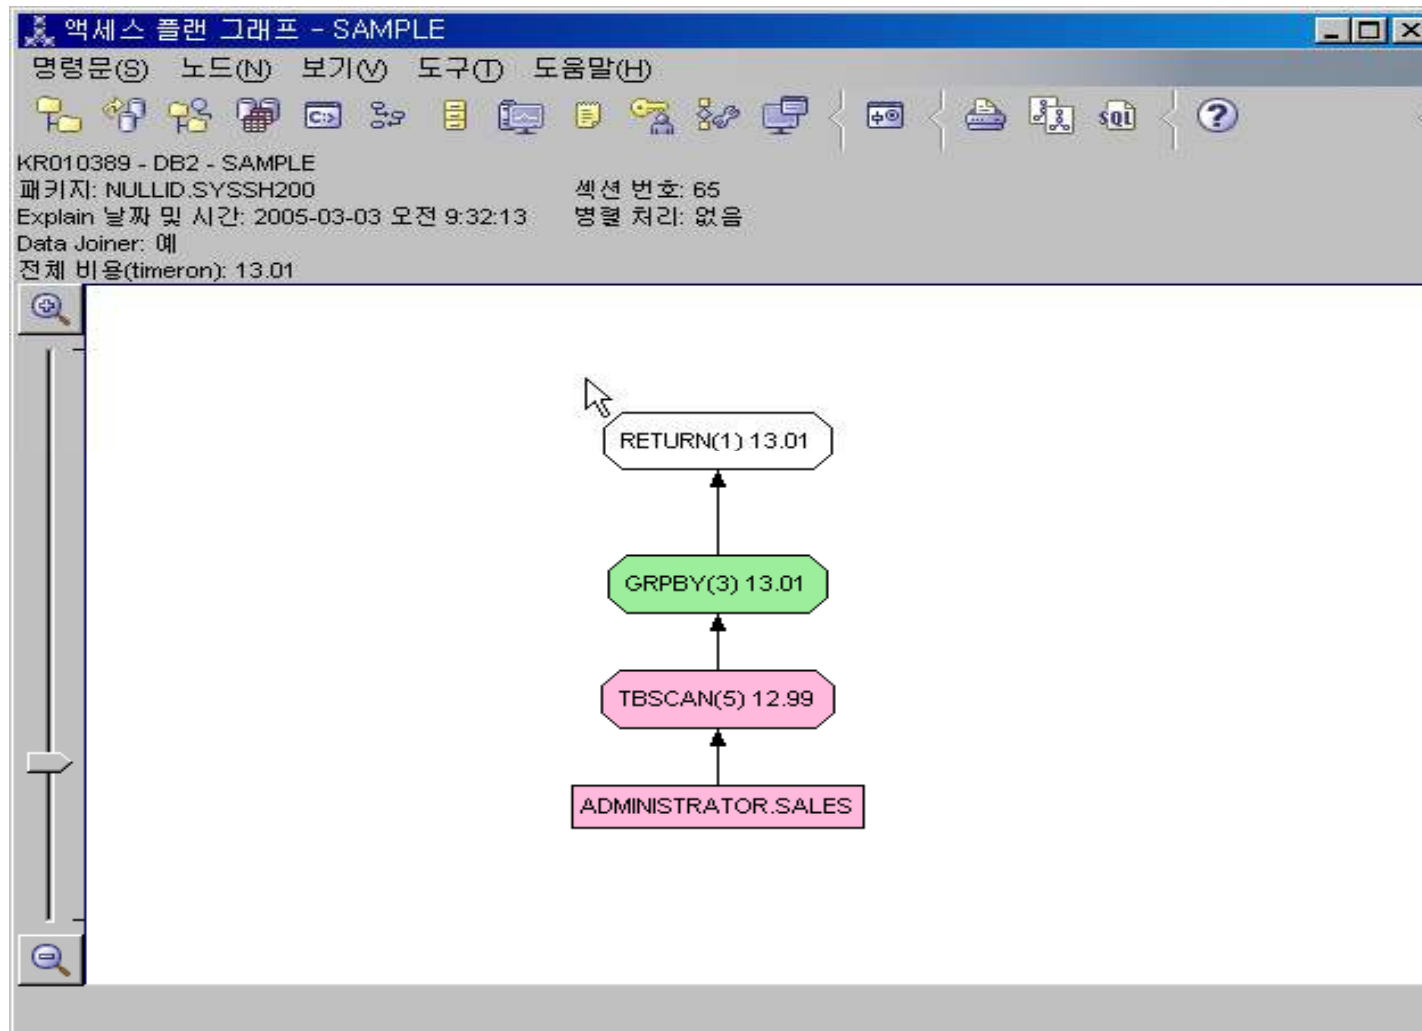 액세스 플랜 그래프 - SAMPLE
명령문(S) 노드(N) 보기(V) 도구(T) 도움말(H)
C:> SQL ?
KR010389 - DB2 - SAMPLE
패키지: NULLID.SYSSH200 섹션 번호: 65
Explain 날짜 및 시간: 2005-03-03 오전 9:32:13 병렬 처리: 없음
Data Joiner: 예
전체 비용(timeron): 13.01
RETURN(1) 13.01
GRPBY(3) 13.01
TBSCAN(5) 12.99
ADMINISTRATOR.SALES